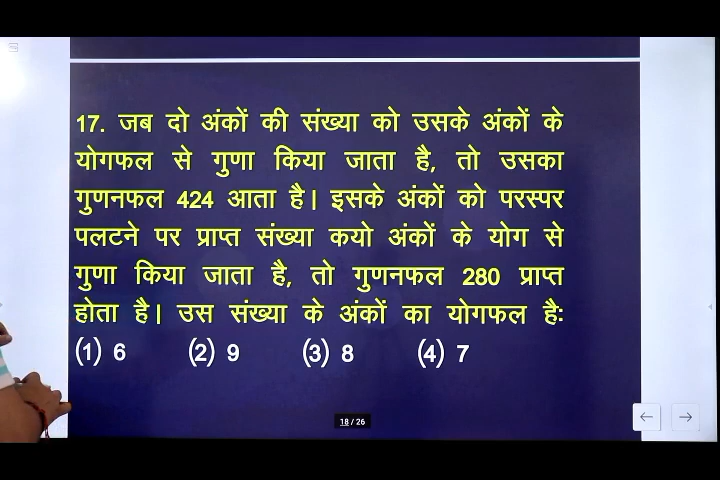 17. जब दो अंकों की संख्या को उसके अंकों के
योगफल से गुणा किया जाता है, तो उसका
गुणनफल 424 आता है। इसके अंकों को परस्पर
पलटने पर प्राप्त संख्या कयो अंकों के योग से
गुणा किया जाता है, तो गुणनफल 280 प्राप्त
होता है। उस संख्या के अंकों का योगफल है:
(1) 6 (2) 9 (3) 8 (4) 7
18 / 26